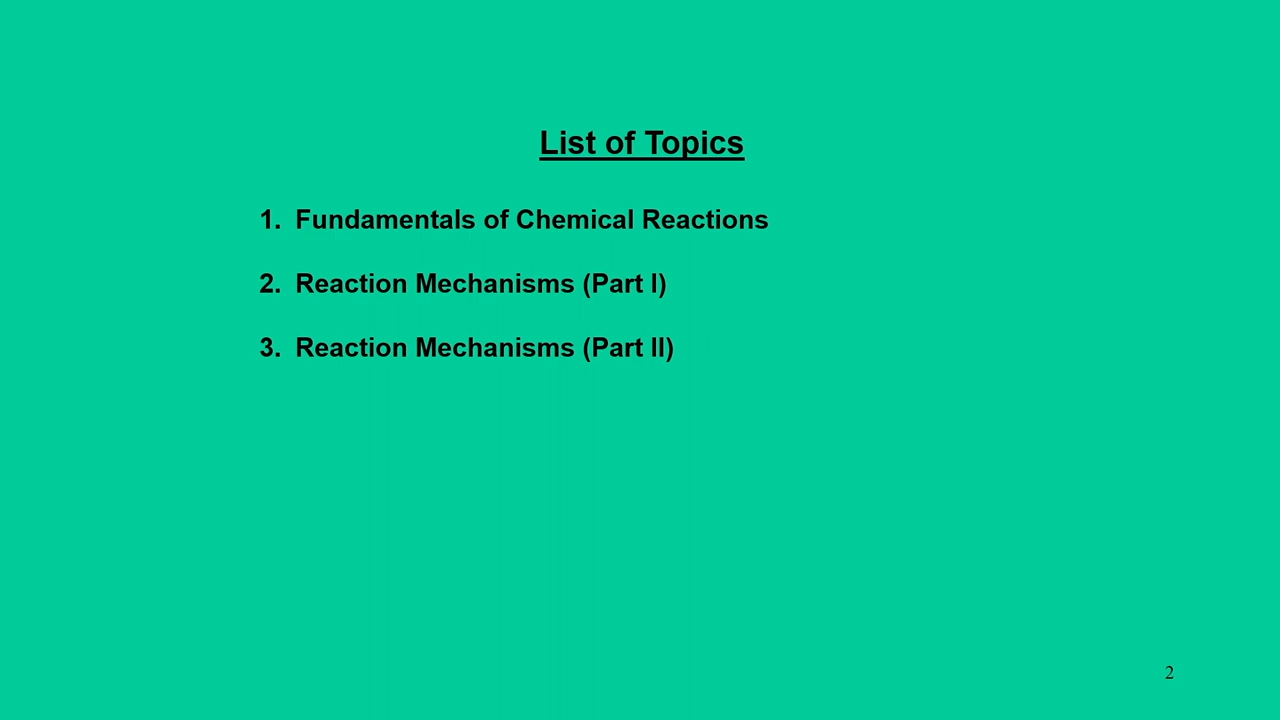 List of Topics
1. Fundamentals of Chemical Reactions
2. Reaction Mechanisms (Part I)
3. Reaction Mechanisms (Part II)
2